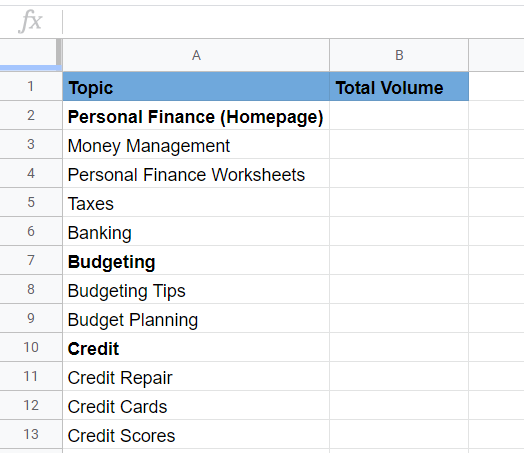 fx
A B
1 Topic Total Volume
2 Personal Finance (Homepage)
3 Money Management
4 Personal Finance Worksheets
5 Taxes
6 Banking
7 Budgeting
8 Budgeting Tips
9 Budget Planning
10 Credit
11 Credit Repair
12 Credit Cards
13 Credit Scores